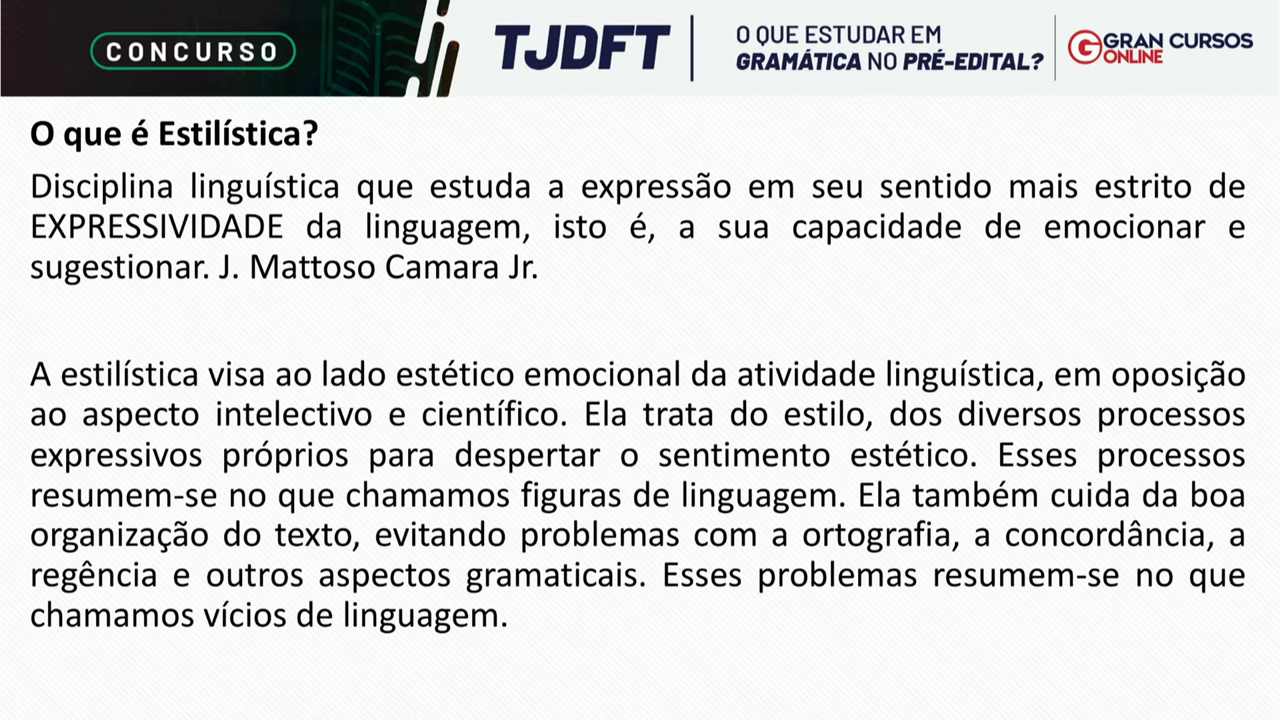 CONCURSO
TJDFT
O QUE ESTUDAR EM
GRAMÁTICA NO PRÉ-EDITAL?
GRAN CURSOS
ONLINE
O que é Estilística?
Disciplina linguística que estuda a expressão em seu sentido mais estrito de
EXPRESSIVIDADE da linguagem, isto é, a sua capacidade de emocionar e
sugestionar. J. Mattoso Camara Jr.
A estilística visa ao lado estético emocional da atividade linguística, em oposição
ao aspecto intelectivo e científico. Ela trata do estilo, dos diversos processos
expressivos próprios para despertar o sentimento estético. Esses processos
resumem-se no que chamamos figuras de linguagem. Ela também cuida da boa
organização do texto, evitando problemas com a ortografia, a concordância, a
regência e outros aspectos gramaticais. Esses problemas resumem-se no que
chamamos vícios de linguagem.